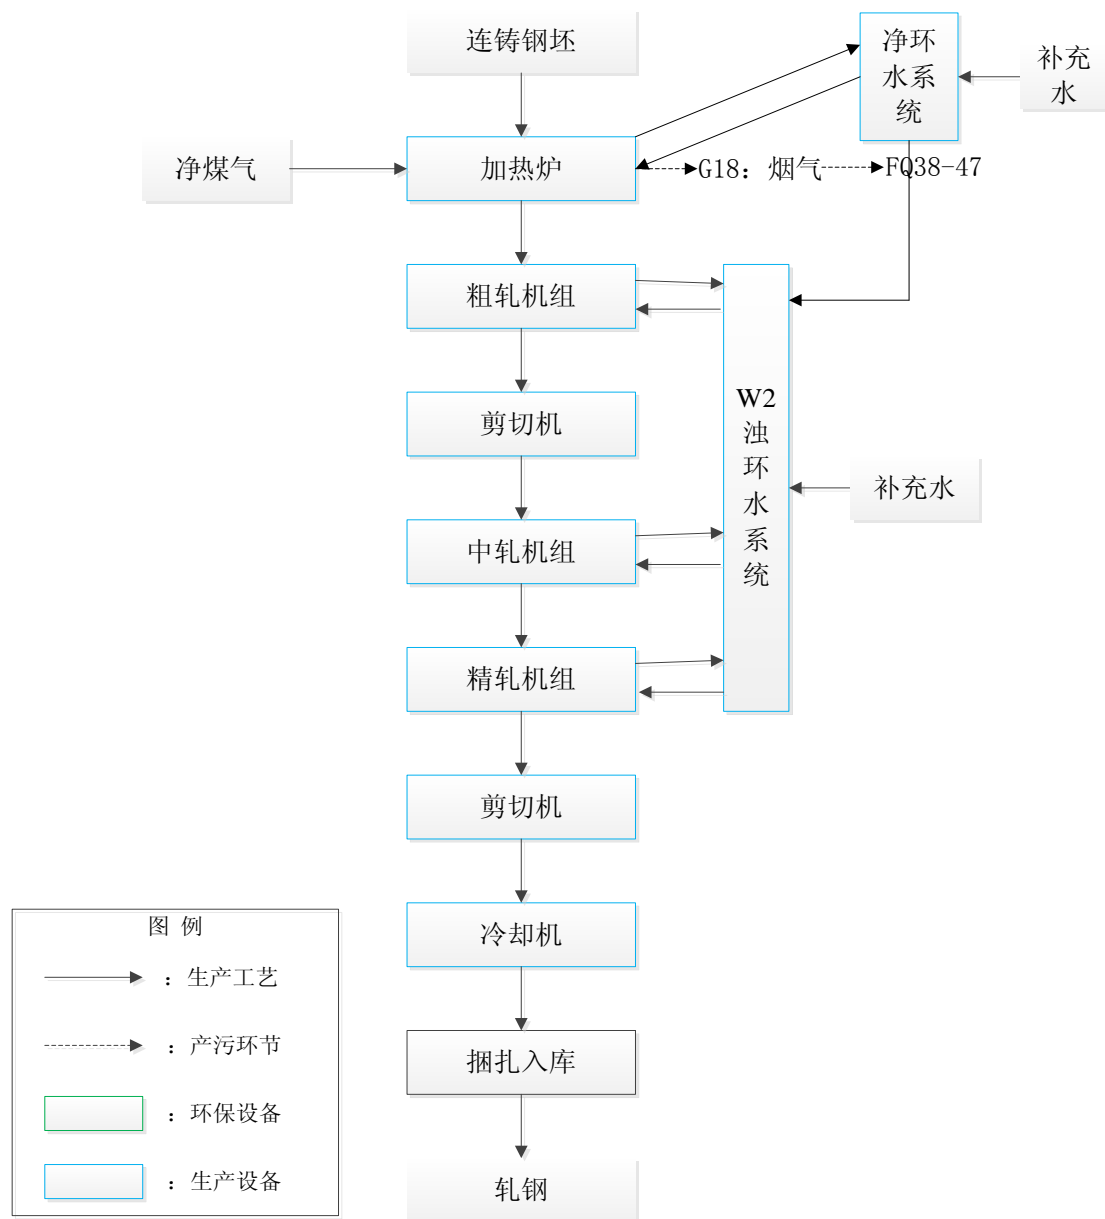 连铸钢坯
净环
水系
统
补充
水
净煤气
加热炉
G18：烟气
FQ38-47
粗轧机组
剪切机
W2
浊
环
水
系
统
补充水
中轧机组
精轧机组
剪切机
冷却机
捆扎入库
轧钢
图 例
：生产工艺
：产污环节
：环保设备
：生产设备